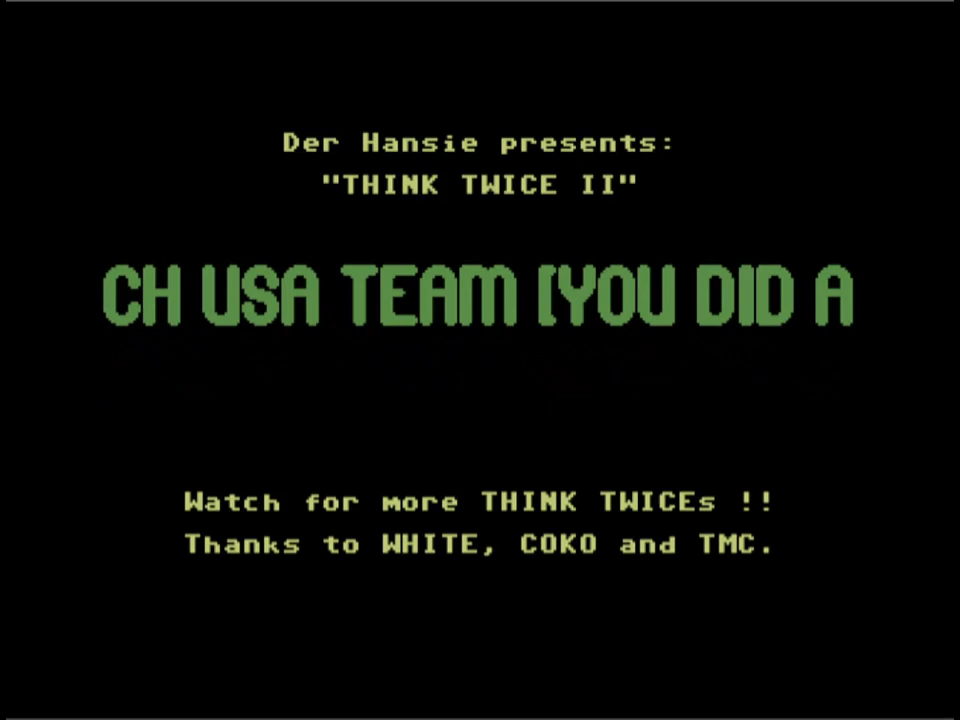 Der Hansie presents:
"THINK TWICE II"
CH USA TEAM [YOU DID A
Watch for more THINK TWICEs !!
Thanks to WHITE, COKO and TMC.